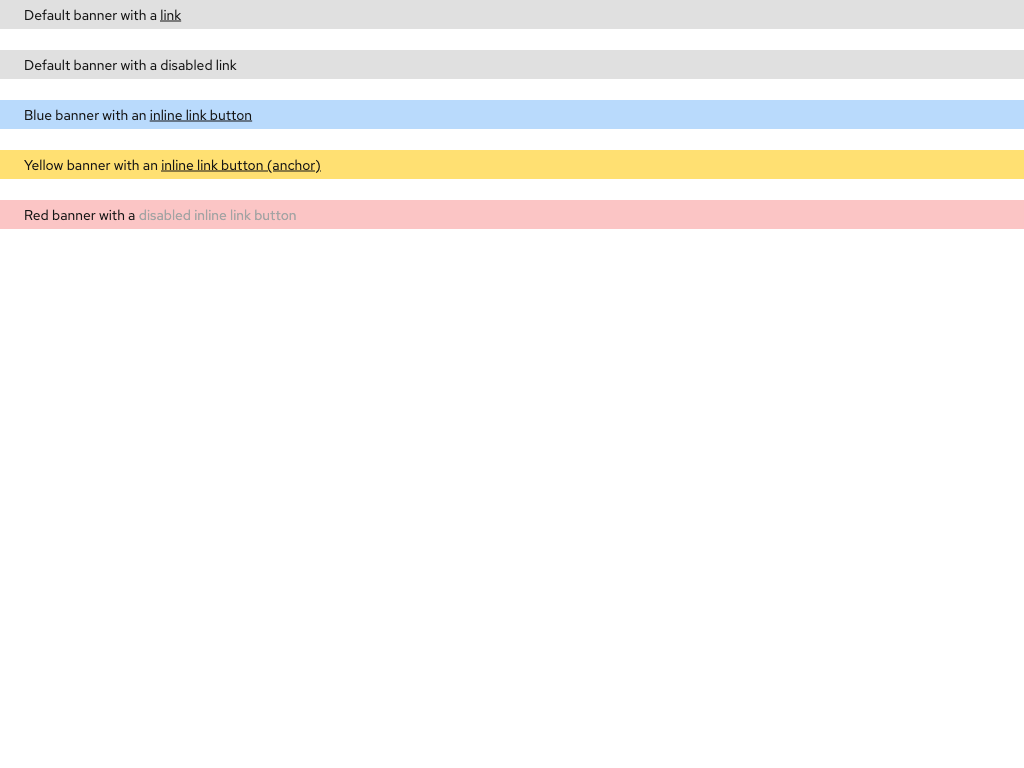 Default banner with a link
Default banner with a disabled link
Blue banner with an inline link button
Yellow banner with an inline link button (anchor)
Red banner with a disabled inline link button